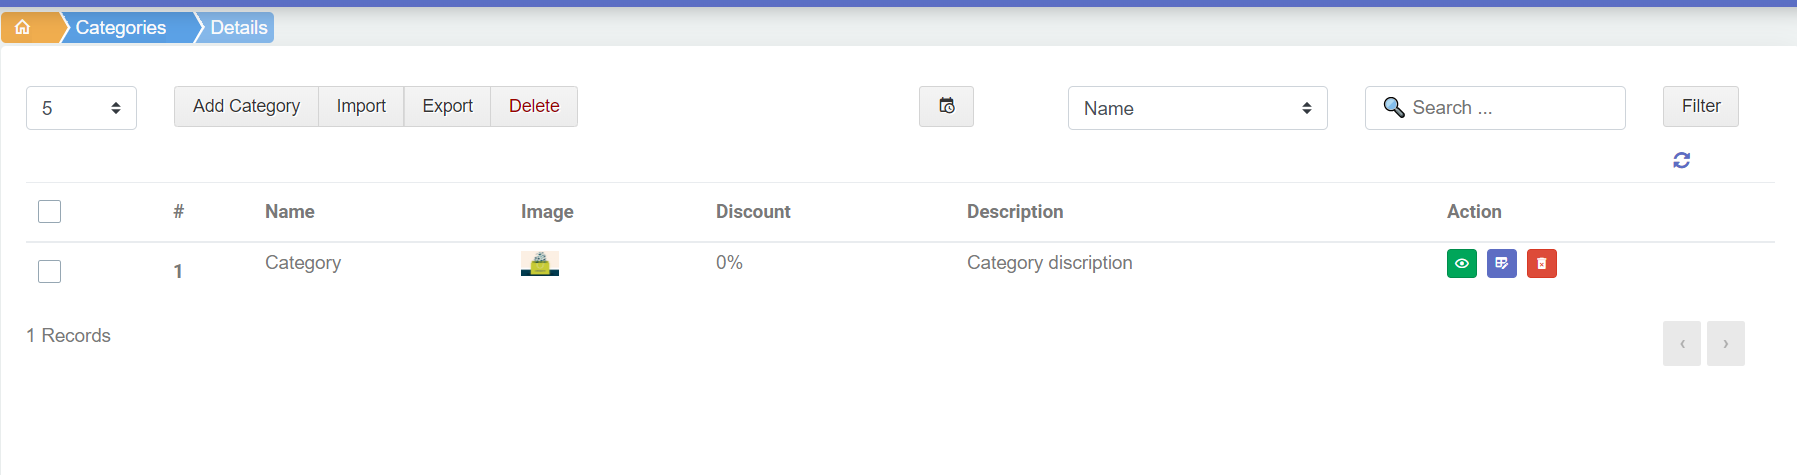 Categories Details
5 Add Category Import Export Delete Name Search ... Filter
# Name Image Discount Description Action
1 Category 0% Category discription
1 Records ‹ ›